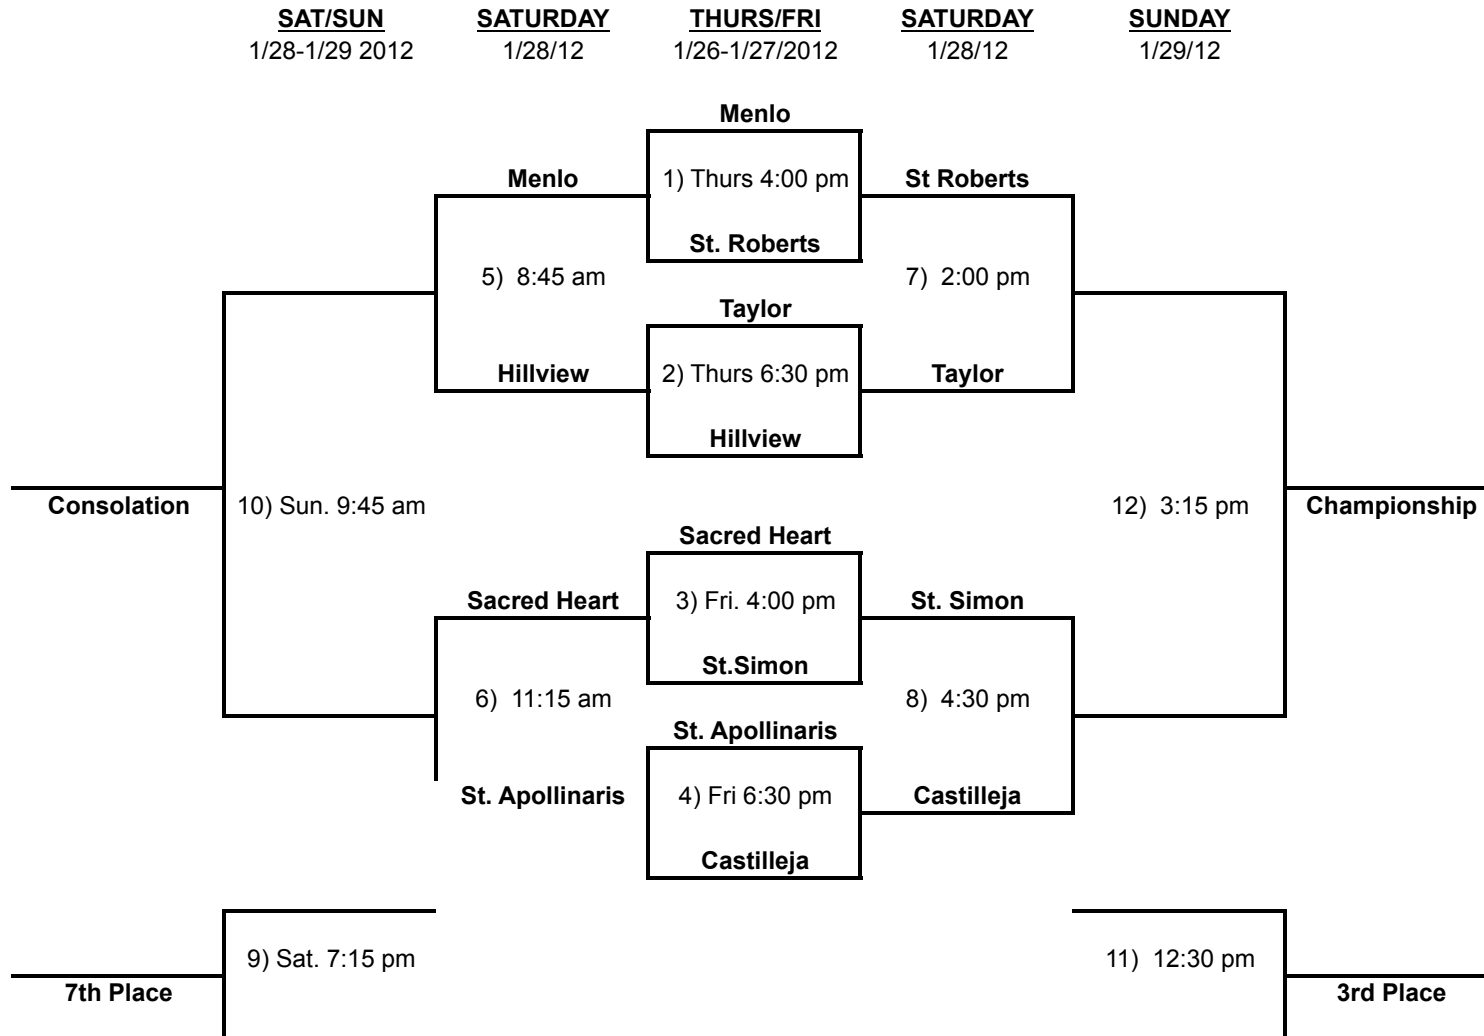 SAT/SUN SATURDAY THURS/FRI SATURDAY SUNDAY
1/28-1/29 2012 1/28/12 1/26-1/27/2012 1/28/12 1/29/12
Menlo
Menlo 1) Thurs 4:00 pm St Roberts
St. Roberts
5) 8:45 am 7) 2:00 pm
Taylor
Hillview 2) Thurs 6:30 pm Taylor
Hillview
Consolation 10) Sun. 9:45 am 12) 3:15 pm Championship
Sacred Heart
Sacred Heart 3) Fri. 4:00 pm St. Simon
St.Simon
6) 11:15 am 8) 4:30 pm
St. Apollinaris
St. Apollinaris 4) Fri 6:30 pm Castilleja
Castilleja
9) Sat. 7:15 pm 11) 12:30 pm
7th Place 3rd Place